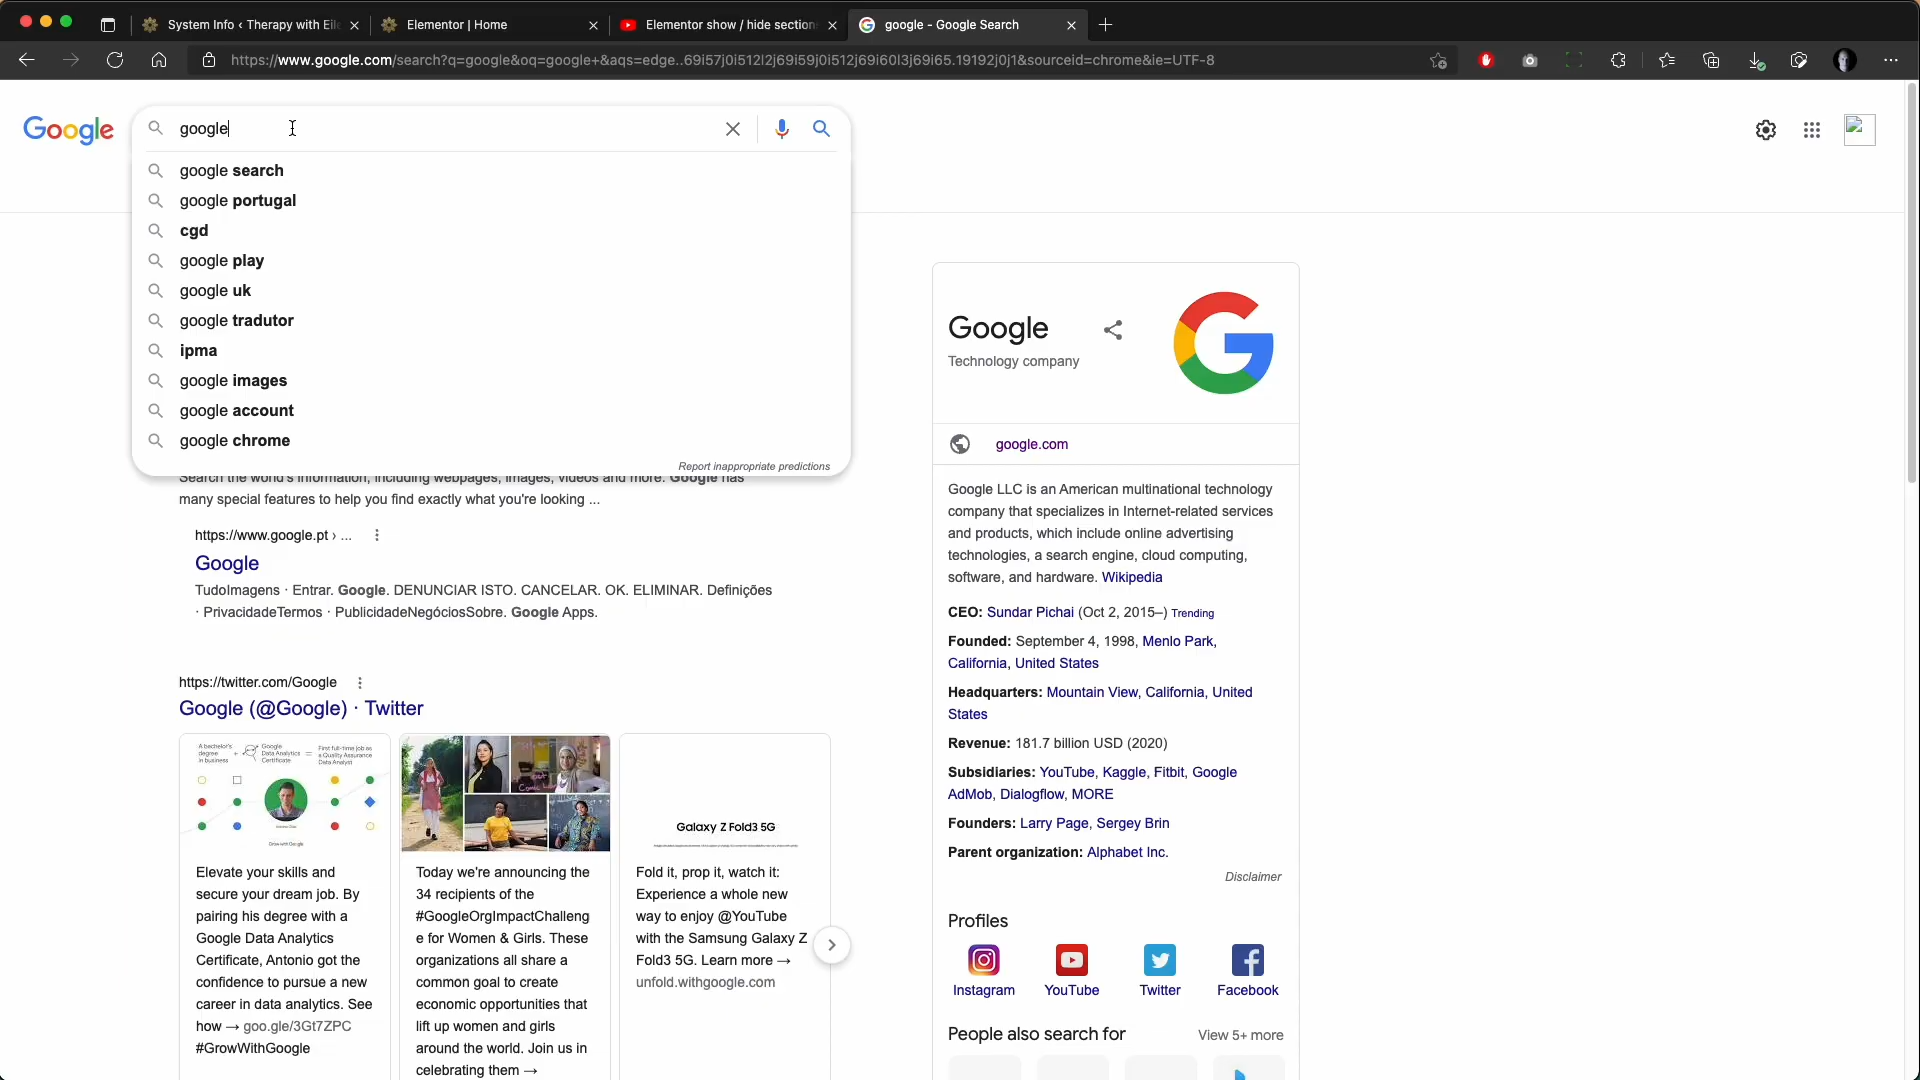 System Info ‹ Therapy with Eile
Elementor | Home
Elementor show / hide section
google - Google Search
https://www.google.com/search?q=google&oq=google+&aqs=edge..69i57j0i512l2j69i59j0i512j69i60l3j69i65.19192j0j1&sourceid=chrome&ie=UTF-8
Google
google
google search
google portugal
cgd
google play
google uk
google tradutor
ipma
google images
google account
google chrome
Report inappropriate predictions
Search the world's information, including webpages, images, videos and more. Google has
many special features to help you find exactly what you're looking ...
https://www.google.pt › ...
Google
TudoImagens · Entrar. Google. DENUNCIAR ISTO. CANCELAR. OK. ELIMINAR. Definições
· PrivacidadeTermos · PublicidadeNegóciosSobre. Google Apps.
https://twitter.com/Google
Google (@Google) · Twitter
A bachelor's
degree
in business
Google
Data Analytics
Certificate
First full-time job as
a Quality Assurance
Data Analyst
Grow with Google
Elevate your skills and
secure your dream job. By
pairing his degree with a
Google Data Analytics
Certificate, Antonio got the
confidence to pursue a new
career in data analytics. See
how → goo.gle/3Gt7ZPC
#GrowWithGoogle
Today we're announcing the
34 recipients of the
#GoogleOrgImpactChalleng
e for Women & Girls. These
organizations all share a
common goal to create
economic opportunities that
lift up women and girls
around the world. Join us in
celebrating them →
Galaxy Z Fold3 5G
Fold it, prop it, watch it:
Experience a whole new
way to enjoy @YouTube
with the Samsung Galaxy Z
Fold3 5G. Learn more →
unfold.withgoogle.com
Google
Technology company
google.com
Google LLC is an American multinational technology
company that specializes in Internet-related services
and products, which include online advertising
technologies, a search engine, cloud computing,
software, and hardware. Wikipedia
CEO: Sundar Pichai (Oct 2, 2015–) Trending
Founded: September 4, 1998, Menlo Park,
California, United States
Headquarters: Mountain View, California, United
States
Revenue: 181.7 billion USD (2020)
Subsidiaries: YouTube, Kaggle, Fitbit, Google
AdMob, Dialogflow, MORE
Founders: Larry Page, Sergey Brin
Parent organization: Alphabet Inc.
Disclaimer
Profiles
Instagram
YouTube
Twitter
Facebook
People also search for
View 5+ more